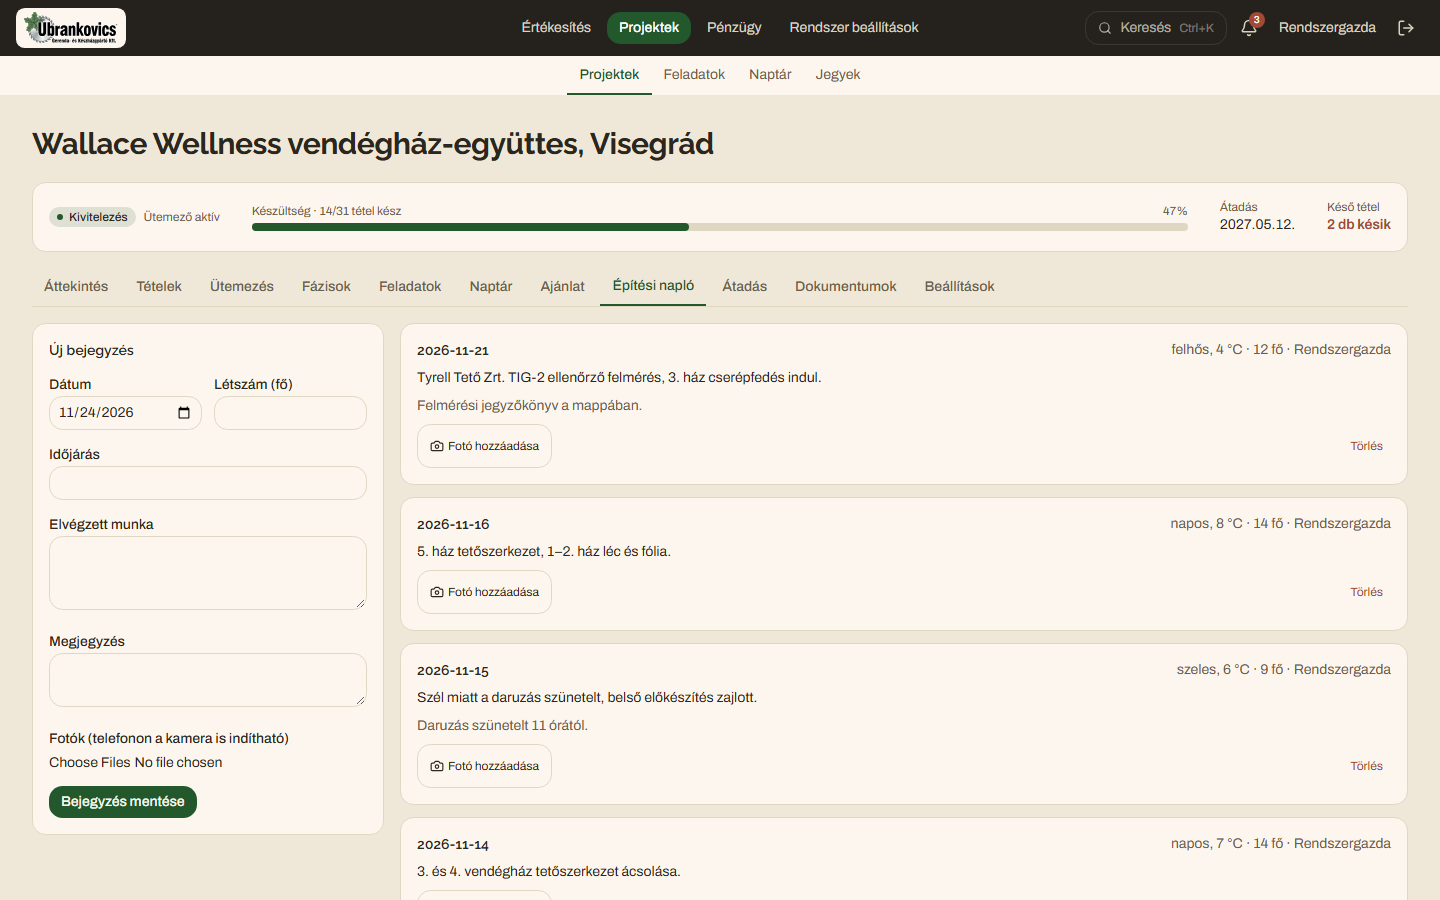 Ubrankovics
Gerenda- és Készházgyártó Kft.
Értékesítés
Projektek
Pénzügy
Rendszer beállítások
Keresés Ctrl+K
3
Rendszergazda
Projektek
Feladatok
Naptár
Jegyek
Wallace Wellness vendégház-együttes, Visegrád
Kivitelezés
Ütemező aktív
Készültség · 14/31 tétel kész
47%
Átadás
2027.05.12.
Késő tétel
2 db késik
Áttekintés
Tételek
Ütemezés
Fázisok
Feladatok
Naptár
Ajánlat
Építési napló
Átadás
Dokumentumok
Beállítások
Új bejegyzés
Dátum
Létszám (fő)
11/24/2026
Időjárás
Elvégzett munka
Megjegyzés
Fotók (telefonon a kamera is indítható)
Choose Files No file chosen
Bejegyzés mentése
2026-11-21
felhős, 4 °C · 12 fő · Rendszergazda
Tyrell Tető Zrt. TIG-2 ellenőrző felmérés, 3. ház cserépfedés indul.
Felmérési jegyzőkönyv a mappában.
Fotó hozzáadása
Törlés
2026-11-16
napos, 8 °C · 14 fő · Rendszergazda
5. ház tetőszerkezet, 1–2. ház léc és fólia.
Fotó hozzáadása
Törlés
2026-11-15
szeles, 6 °C · 9 fő · Rendszergazda
Szél miatt a daruzás szünetelt, belső előkészítés zajlott.
Daruzás szünetelt 11 órától.
Fotó hozzáadása
Törlés
2026-11-14
napos, 7 °C · 14 fő · Rendszergazda
3. és 4. vendégház tetőszerkezet ácsolása.